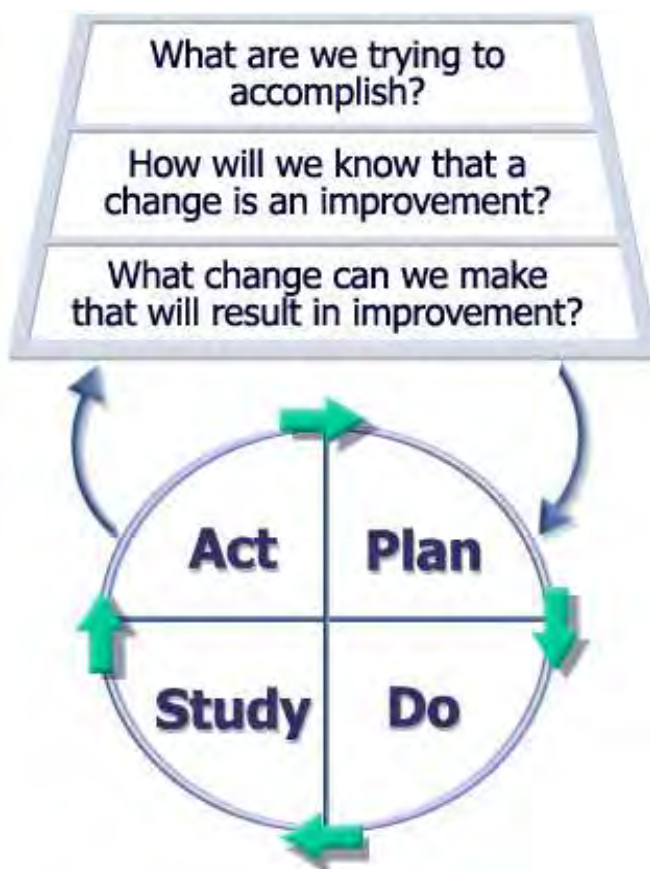 What are we trying to
accomplish?
How will we know that a
change is an improvement?
What change can we make
that will result in improvement?
Act
Plan
Study
Do